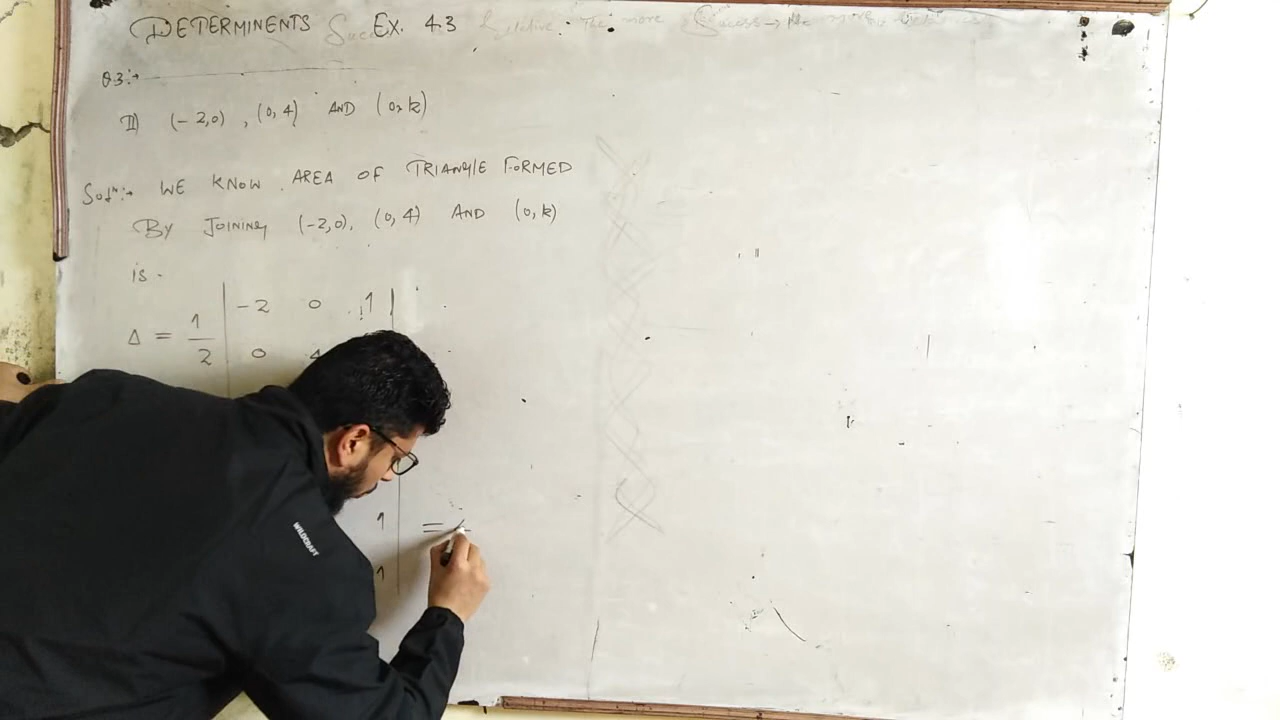 DETERMINENTS Ex. 4.3
Q3:→
II) (-2,0) , (0,4) AND (0,k)
Solⁿ:→ WE KNOW AREA OF TRIANGLE FORMED
By JOINING (-2,0), (0,4) AND (0,k)
is.
-2 0 1
Δ = 1/2
0 4
1 =
1
WILDCRAFT